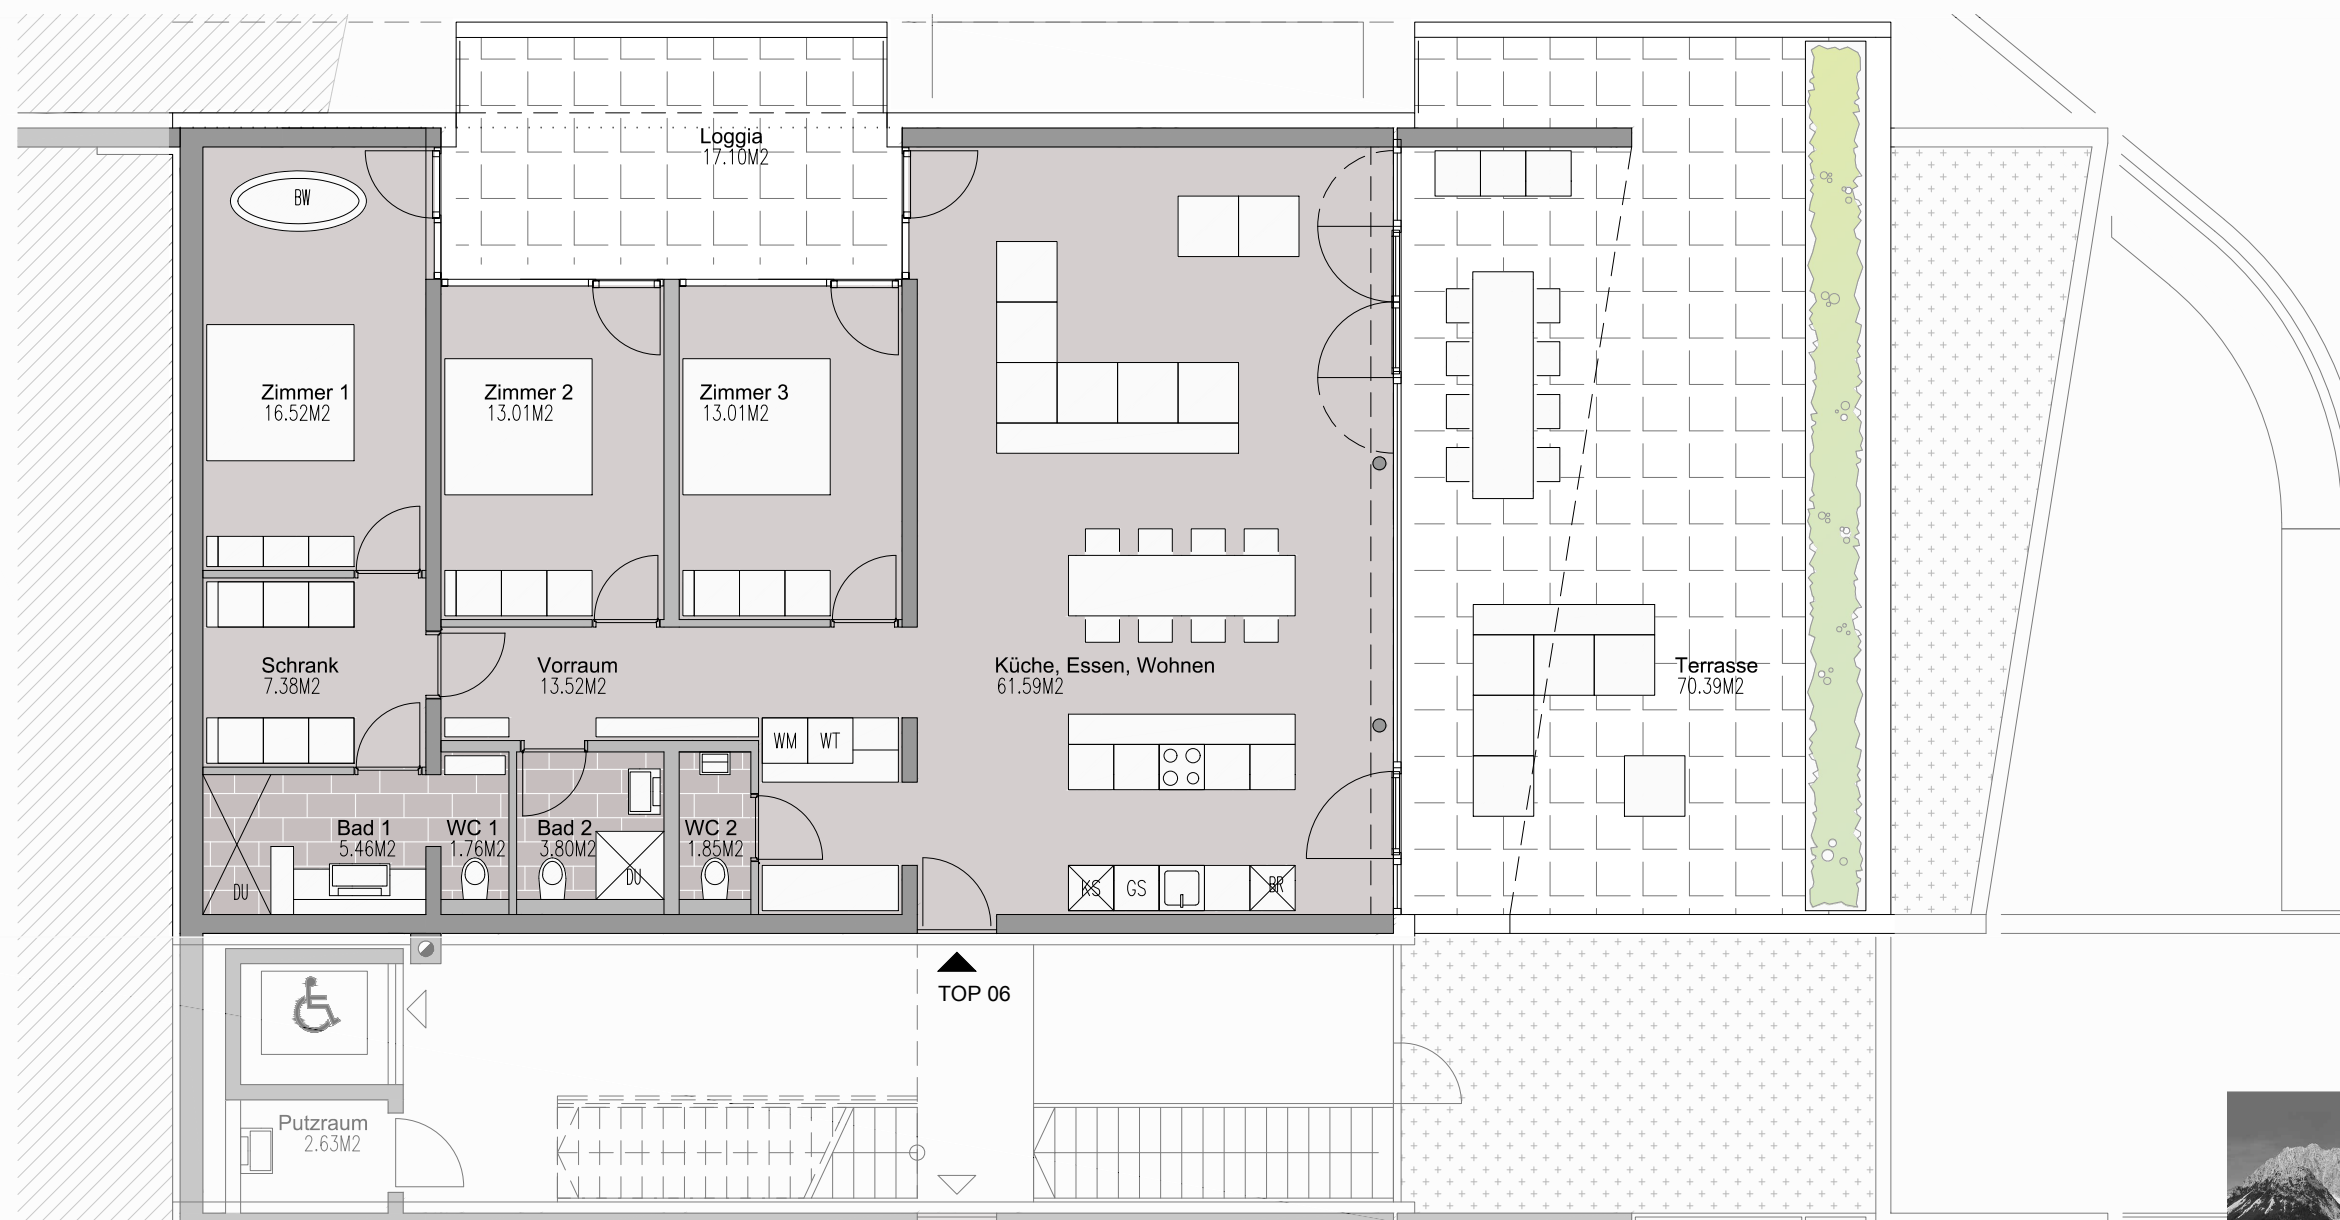 Loggia
17.10M2
BW
Zimmer 1
16.52M2
Zimmer 2
13.01M2
Zimmer 3
13.01M2
Schrank
7.38M2
Vorraum
13.52M2
Küche, Essen, Wohnen
61.59M2
Terrasse
70.39M2
WM
WT
Bad 1
5.46M2
WC 1
1.76M2
Bad 2
3.80M2
WC 2
1.85M2
DU
DU
KS
GS
BR
TOP 06
Putzraum
2.63M2